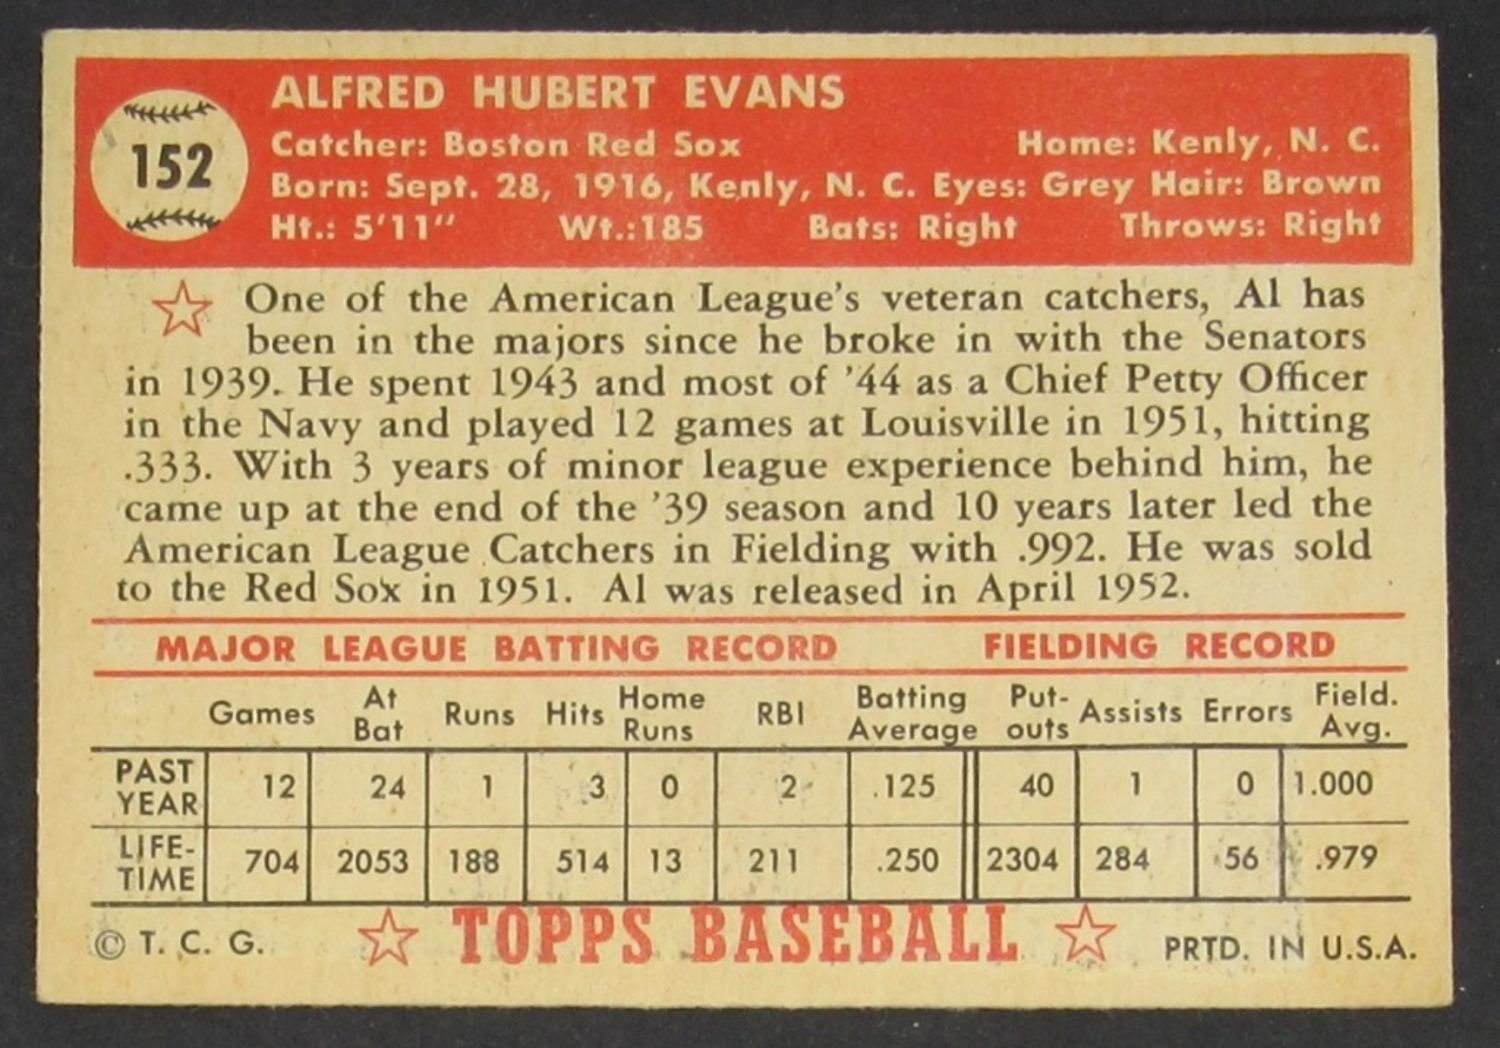 152
ALFRED HUBERT EVANS
Catcher: Boston Red Sox Home: Kenly, N. C.
Born: Sept. 28, 1916, Kenly, N. C. Eyes: Grey Hair: Brown
Ht.: 5'11" Wt.:185 Bats: Right Throws: Right
One of the American League's veteran catchers, Al has
been in the majors since he broke in with the Senators
in 1939. He spent 1943 and most of '44 as a Chief Petty Officer
in the Navy and played 12 games at Louisville in 1951, hitting
.333. With 3 years of minor league experience behind him, he
came up at the end of the '39 season and 10 years later led the
American League Catchers in Fielding with .992. He was sold
to the Red Sox in 1951. Al was released in April 1952.
MAJOR LEAGUE BATTING RECORD FIELDING RECORD
Games At Bat Runs Hits Home Runs RBI Batting Average Put-outs Assists Errors Field. Avg.
PAST YEAR 12 24 1 3 0 2 .125 40 1 0 1.000
LIFE-TIME 704 2053 188 514 13 211 .250 2304 284 56 .979
© T. C. G. TOPPS BASEBALL PRTD. IN U.S.A.